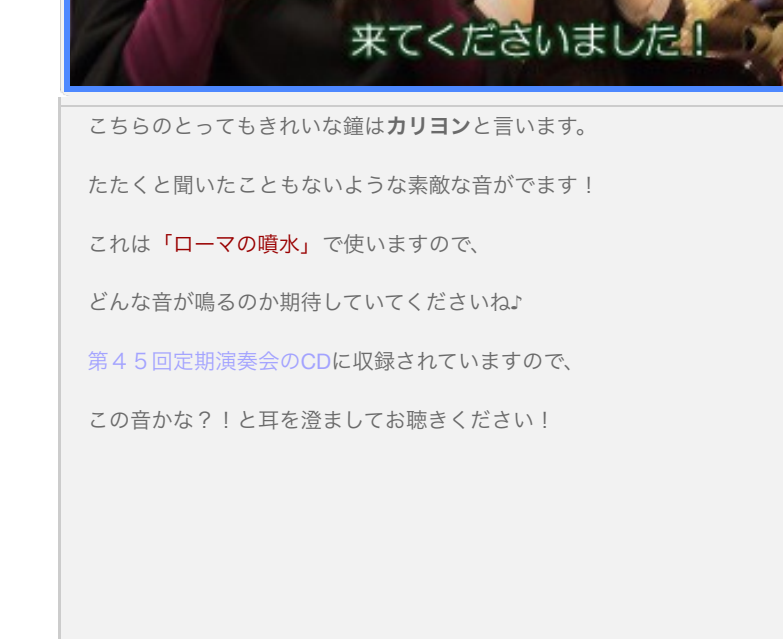 来てくださいました！
こちらのとってもきれいな鐘はカリヨンと言います。
たたくと聞いたこともないような素敵な音がでます！
これは「ローマの噴水」で使いますので、
どんな音が鳴るのか期待していてくださいね♪
第４５回定期演奏会のCDに収録されていますので、
この音かな？！と耳を澄ましてお聴きください！